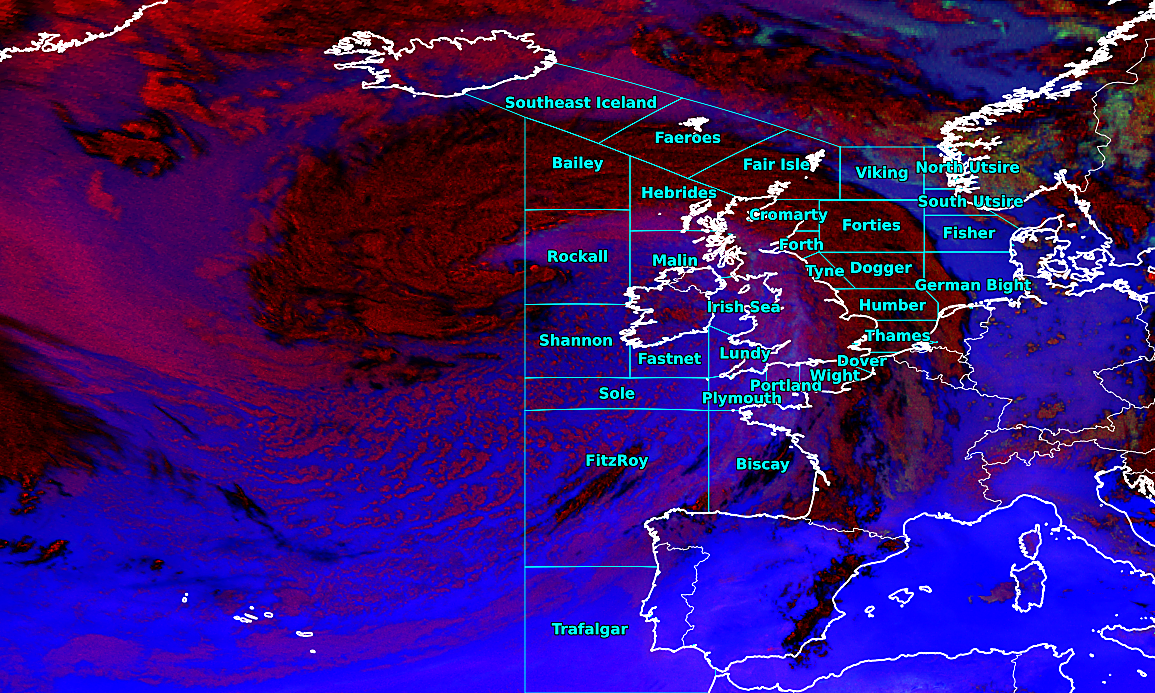 Southeast Iceland
Faeroes
Bailey
Fair Isle
Viking
North Utsire
Hebrides
South Utsire
Cromarty
Forties
Fisher
Forth
Rockall
Malin
Tyne
Dogger
German Bight
Irish Sea
Humber
Shannon
Thames
Fastnet
Lundy
Dover
Wight
Portland
Sole
Plymouth
FitzRoy
Biscay
Trafalgar